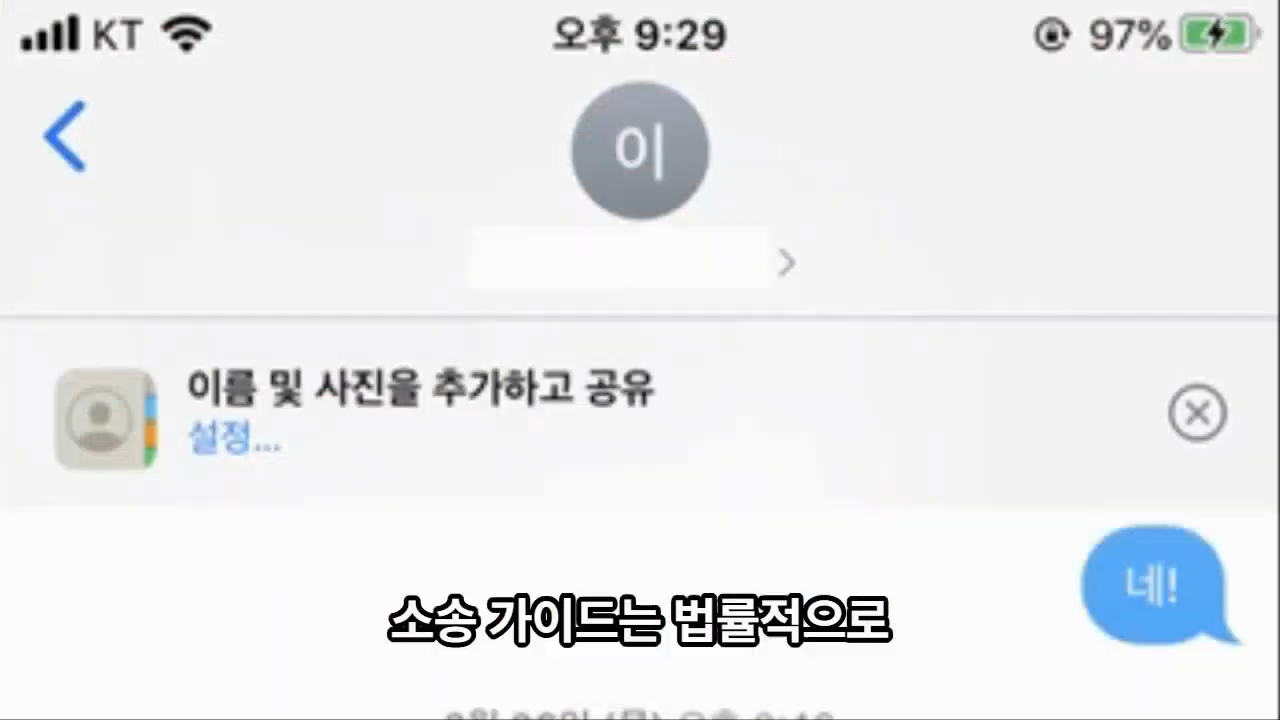 KT 오후 9:29 97%
이
이름 및 사진을 추가하고 공유
설정...
네!
소송 가이드는 법률적으로